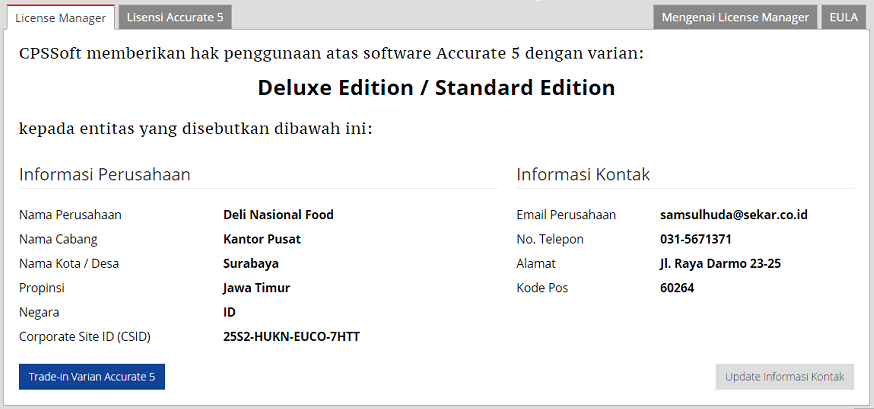 License Manager
Lisensi Accurate 5
Mengenai License Manager
EULA
CPSSoft memberikan hak penggunaan atas software Accurate 5 dengan varian:
Deluxe Edition / Standard Edition
kepada entitas yang disebutkan dibawah ini:
Informasi Perusahaan
Nama Perusahaan Deli Nasional Food
Nama Cabang Kantor Pusat
Nama Kota / Desa Surabaya
Propinsi Jawa Timur
Negara ID
Corporate Site ID (CSID) 25S2-HUKN-EUCO-7HTT
Informasi Kontak
Email Perusahaan samsulhuda@sekar.co.id
No. Telepon 031-5671371
Alamat Jl. Raya Darmo 23-25
Kode Pos 60264
Trade-in Varian Accurate 5
Update Informasi Kontak